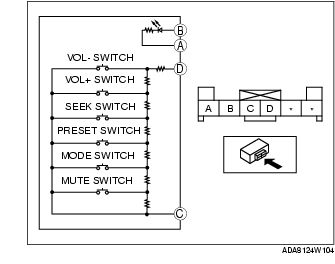 B
A
VOL- SWITCH
D
VOL+ SWITCH
SEEK SWITCH
PRESET SWITCH
MODE SWITCH
MUTE SWITCH
C
A B C D * *
ADA8124W104